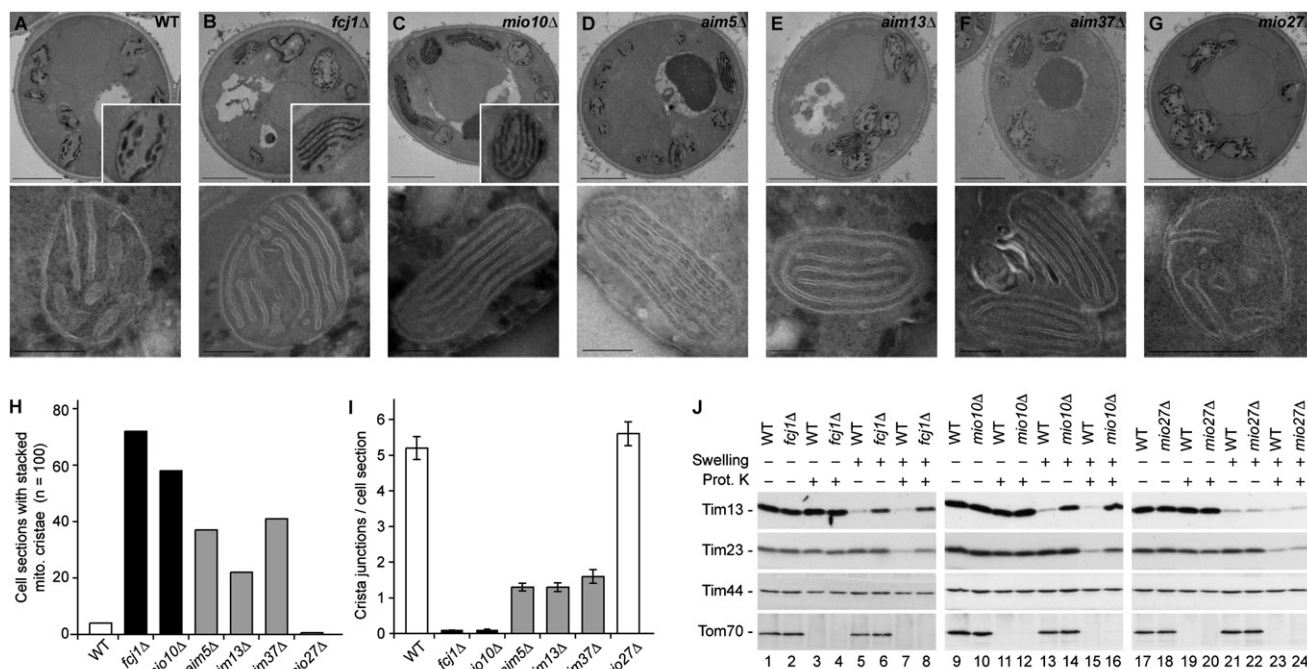 A WT
B fcj1Δ
C mio10Δ
D aim5Δ
E aim13Δ
F aim37Δ
G mio27Δ
H
Cell sections with stacked
mito. cristae (n = 100)
80
60
40
20
0
WT
fcj1Δ
mio10Δ
aim5Δ
aim13Δ
aim37Δ
mio27Δ
I
Crista junctions / cell section
6
5
4
3
2
1
0
WT
fcj1Δ
mio10Δ
aim5Δ
aim13Δ
aim37Δ
mio27Δ
J
WT fcj1Δ WT fcj1Δ WT fcj1Δ WT fcj1Δ WT mio10Δ WT mio10Δ WT mio10Δ WT mio10Δ WT mio27Δ WT mio27Δ WT mio27Δ WT mio27Δ
Swelling – – – – + + + + – – – – + + + + – – – – + + + +
Prot. K – – + + – – + + – – + + – – + + – – + + – – + +
Tim13 -
Tim23 -
Tim44 -
Tom70 -
1 2 3 4 5 6 7 8 9 10 11 12 13 14 15 16 17 18 19 20 21 22 23 24